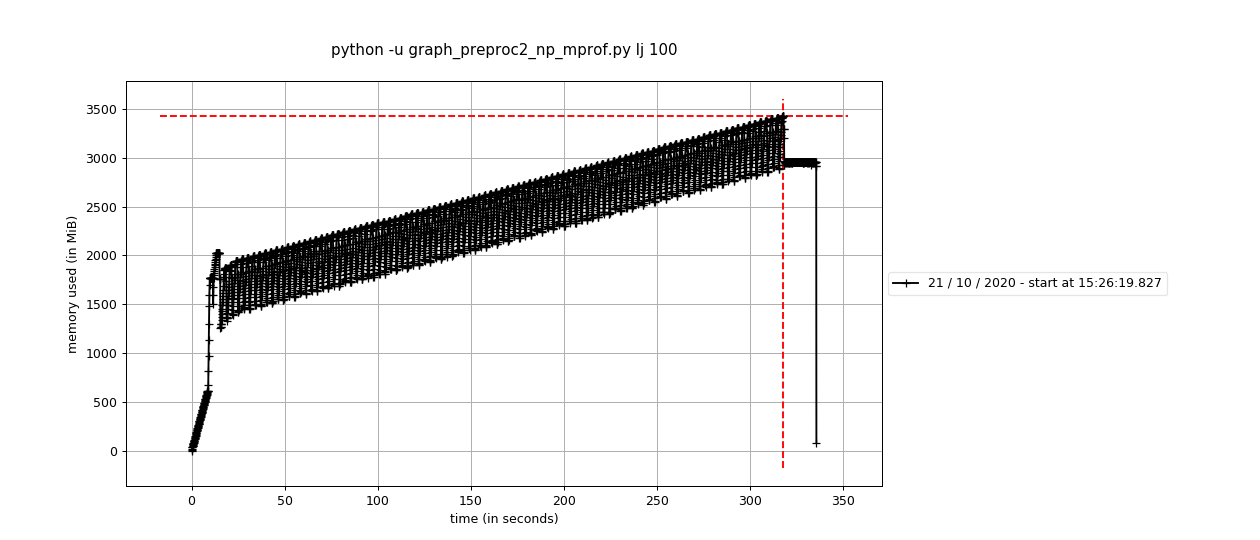 python -u graph_preproc2_np_mprof.py lj 100
memory used (in MiB)
3500
3000
2500
2000
1500
1000
500
0
0 50 100 150 200 250 300 350
time (in seconds)
21 / 10 / 2020 - start at 15:26:19.827